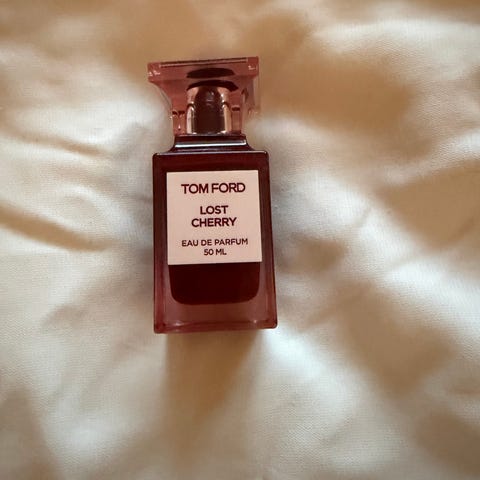 TOM FORD
LOST
CHERRY
EAU DE PARFUM
50 ML